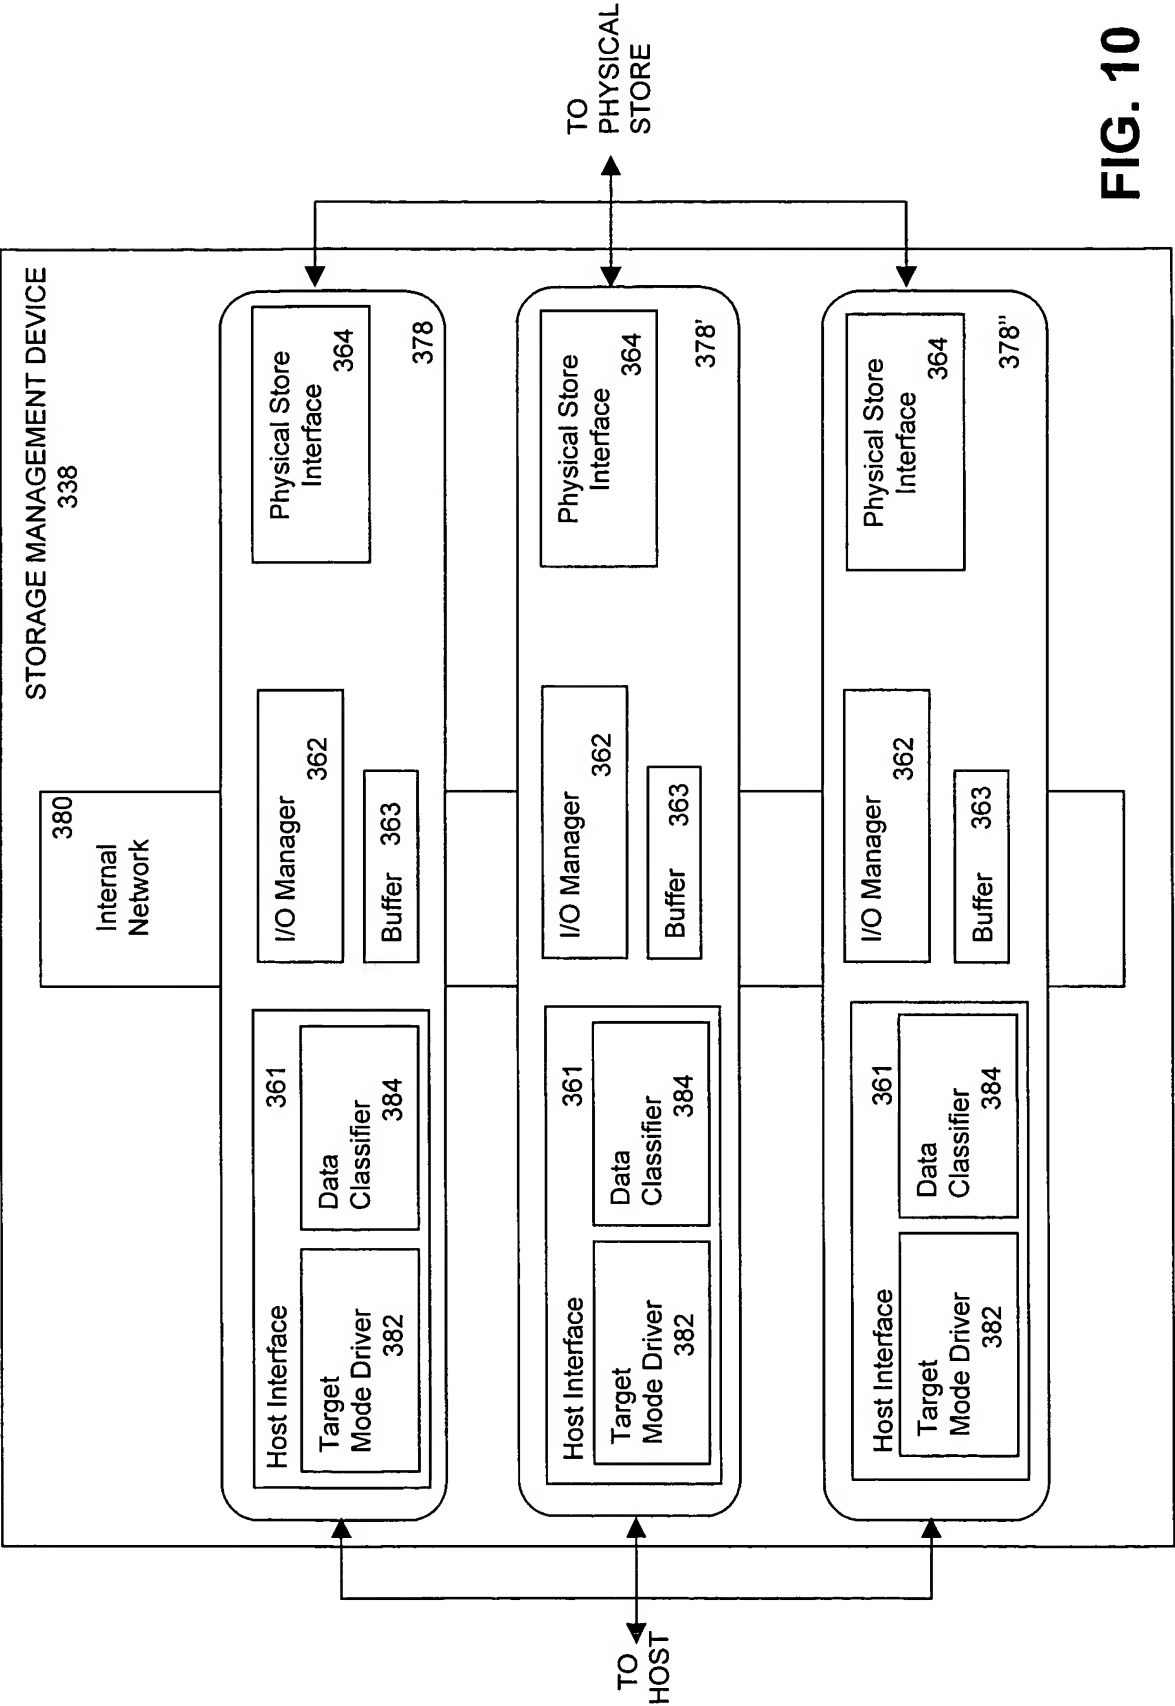 STORAGE MANAGEMENT DEVICE
338
380
Internal
Network
TO
HOST
TO
PHYSICAL
STORE
Host Interface
361
Target
Mode Driver
382
Data
Classifier
384
I/O Manager
362
Buffer 363
Physical Store
Interface
364
378
Host Interface
361
Target
Mode Driver
382
Data
Classifier
384
I/O Manager
362
Buffer 363
Physical Store
Interface
364
378'
Host Interface
361
Target
Mode Driver
382
Data
Classifier
384
I/O Manager
362
Buffer 363
Physical Store
Interface
364
378"
FIG. 10